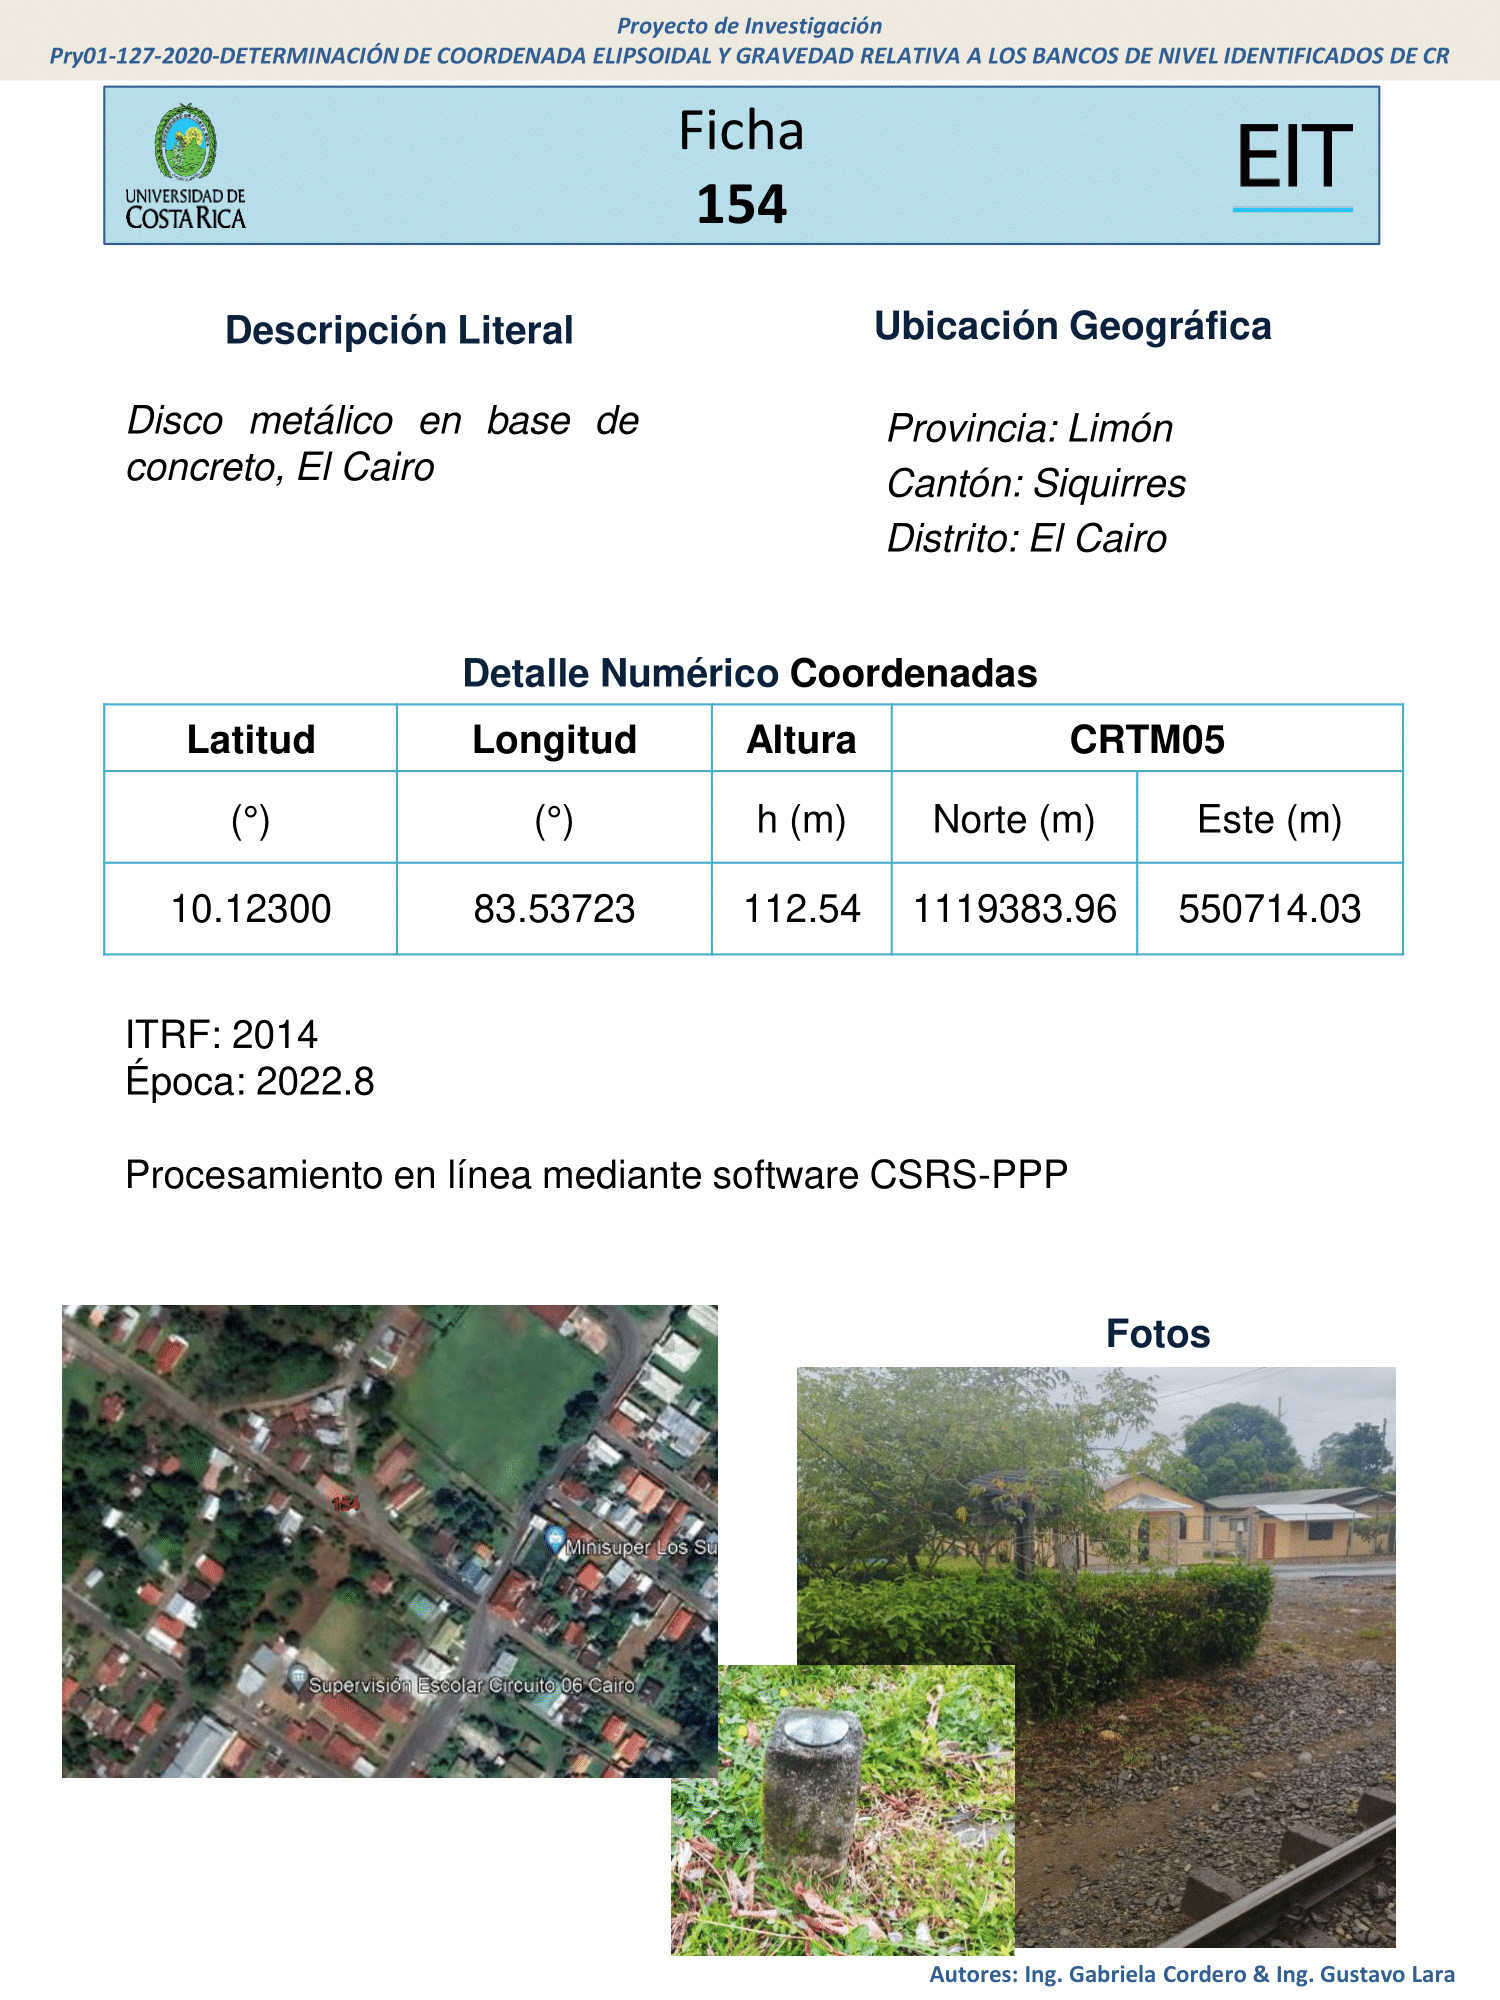 Proyecto de Investigación
Pry01-127-2020-DETERMINACIÓN DE COORDENADA ELIPSOIDAL Y GRAVEDAD RELATIVA A LOS BANCOS DE NIVEL IDENTIFICADOS DE CR
UNIVERSIDAD DE
COSTA RICA
Ficha
154
EIT
Descripción Literal
Disco metálico en base de
concreto, El Cairo
Ubicación Geográfica
Provincia: Limón
Cantón: Siquirres
Distrito: El Cairo
Detalle Numérico Coordenadas
Latitud Longitud Altura CRTM05
(°) (°) h (m) Norte (m) Este (m)
10.12300 83.53723 112.54 1119383.96 550714.03
ITRF: 2014
Época: 2022.8
Procesamiento en línea mediante software CSRS-PPP
154
Minisuper Los Su
Supervisión Escolar Circuito 06 Cairo
Fotos
Autores: Ing. Gabriela Cordero & Ing. Gustavo Lara